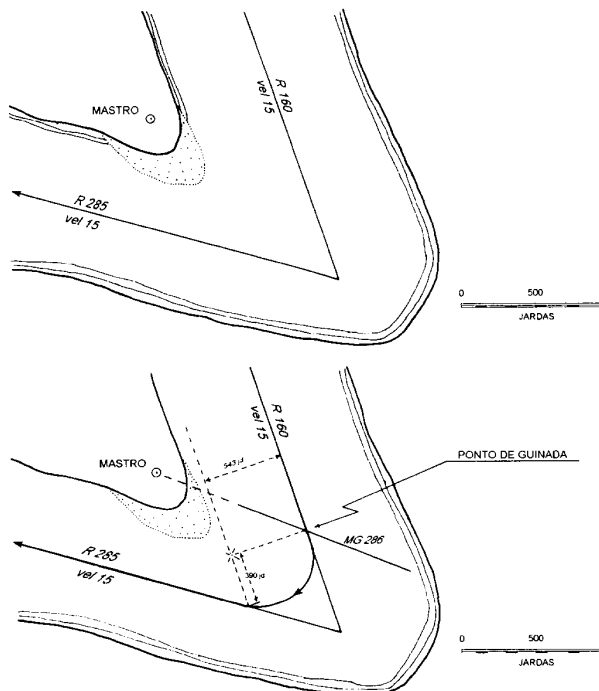 MASTRO
R 160
vel 15
R 285
vel 15
0 500
JARDAS
R 160
vel 15
MASTRO
543 jd
PONTO DE GUINADA
MG 286
R 285
vel 15
390 jd
0 500
JARDAS